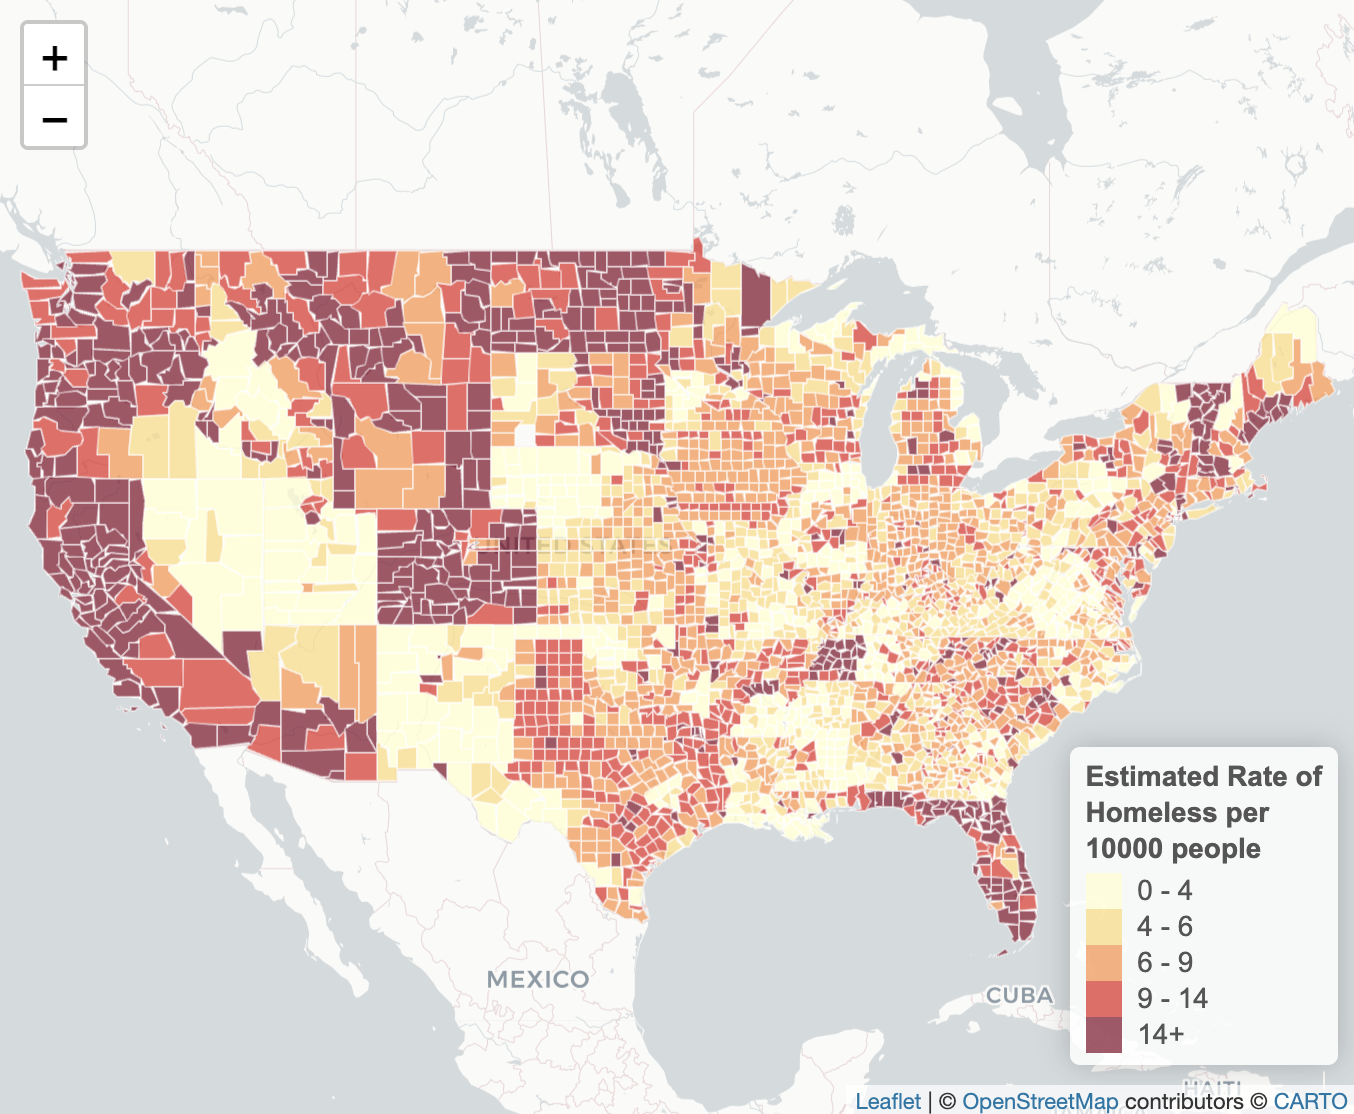 +
−
UNITED STATES
MEXICO
CUBA
HAITI
JAMAICA
Estimated Rate of
Homeless per
10000 people
0 - 4
4 - 6
6 - 9
9 - 14
14+
Leaflet | © OpenStreetMap contributors © CARTO